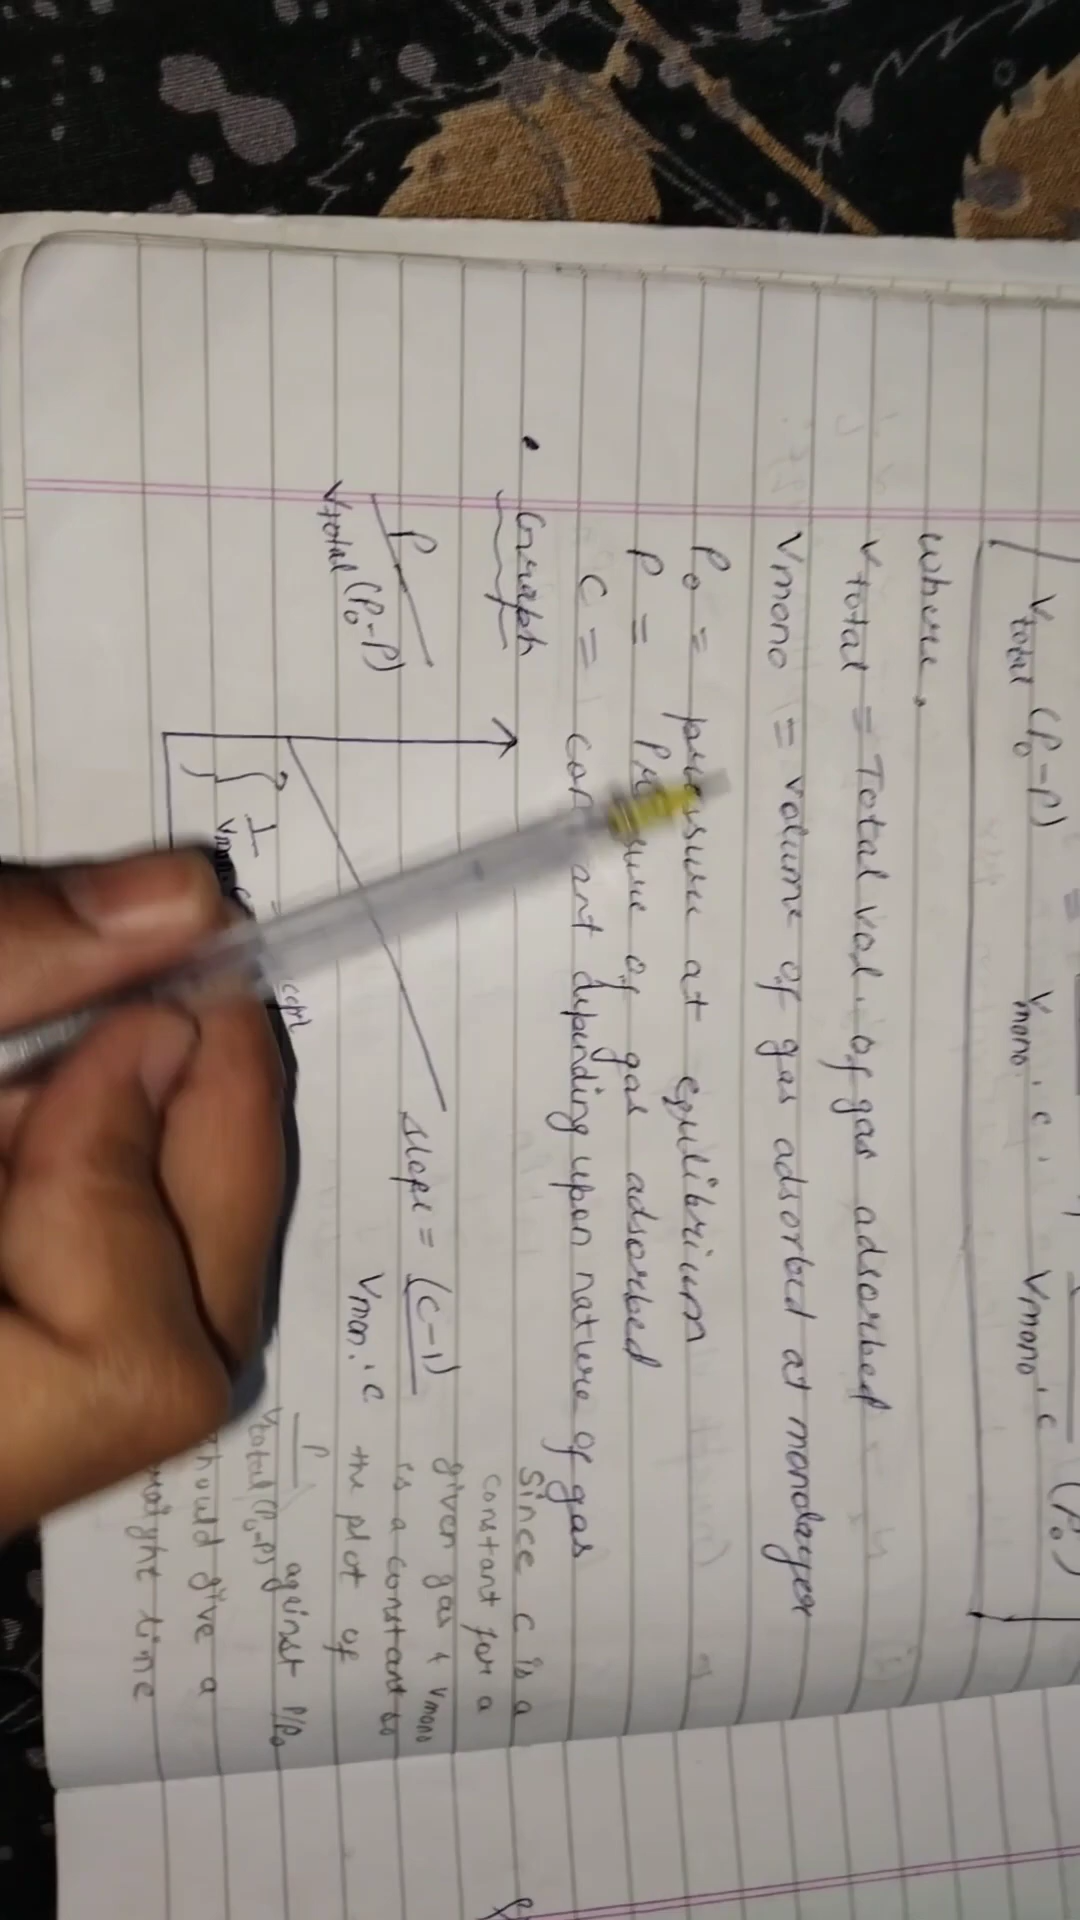 Vtotal (P0-P) = Vmono. c. Vmono. c (P0)
where,
Vtotal = Total vol. of gas adsorbed
Vmono = volume of gas adsorbed at monolayer
P0 = pressure at equilibrium
P = pressure of gas adsorbed
C = constant depending upon nature of gas
• Graph
P
Vtotal (P0-P)
slope = (c-1)
Vmon. c
1
Since c is a
constant for a
given gas & Vmono
is a constant so
the plot of
P
Vtotal (P0-P) against P/P0
should give a